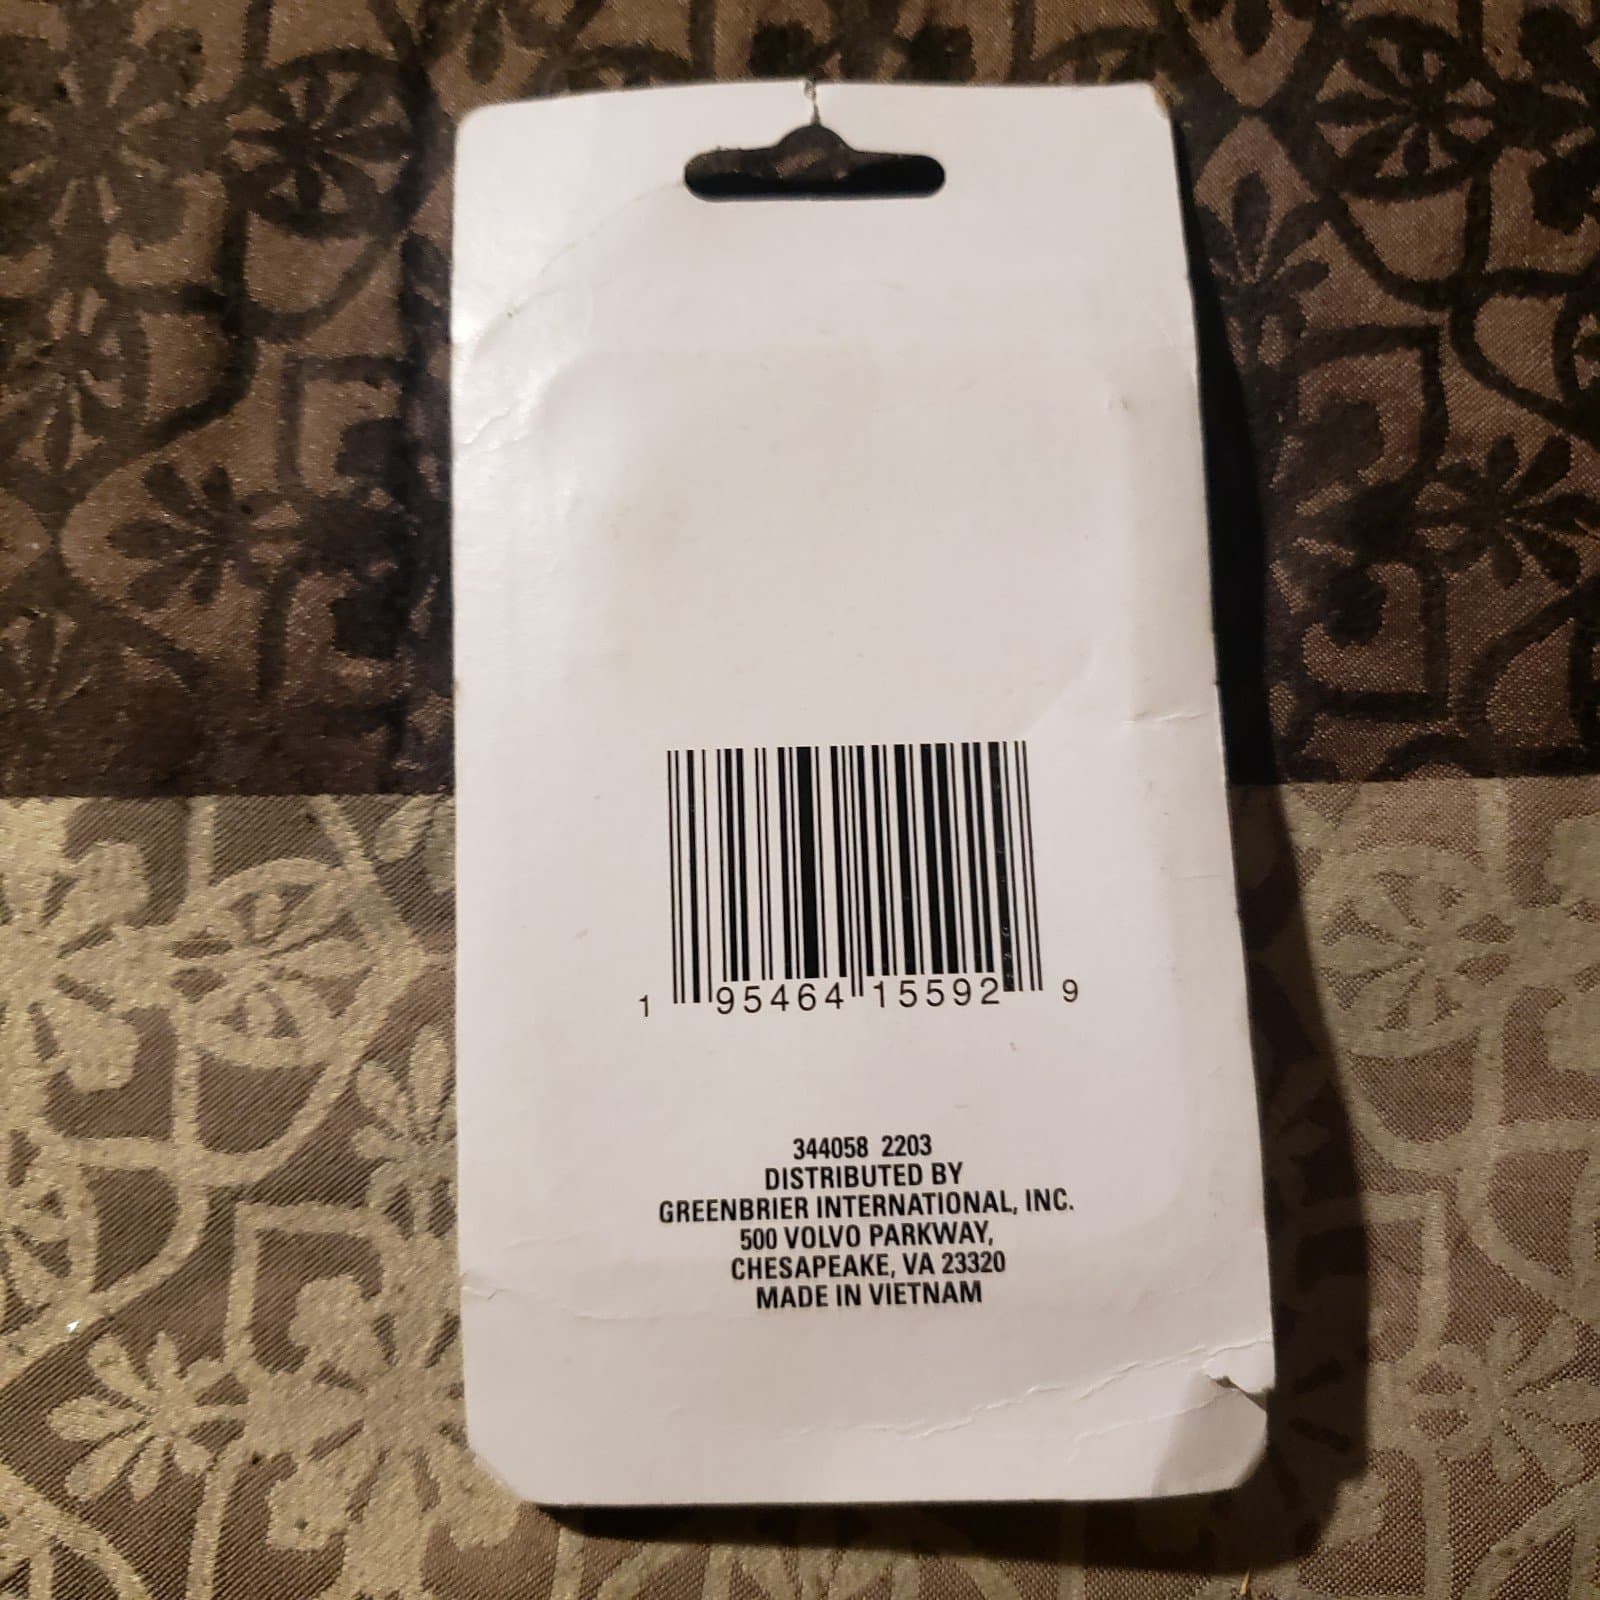 1 95464 15592 9
344058 2203
DISTRIBUTED BY
GREENBRIER INTERNATIONAL, INC.
500 VOLVO PARKWAY,
CHESAPEAKE, VA 23320
MADE IN VIETNAM